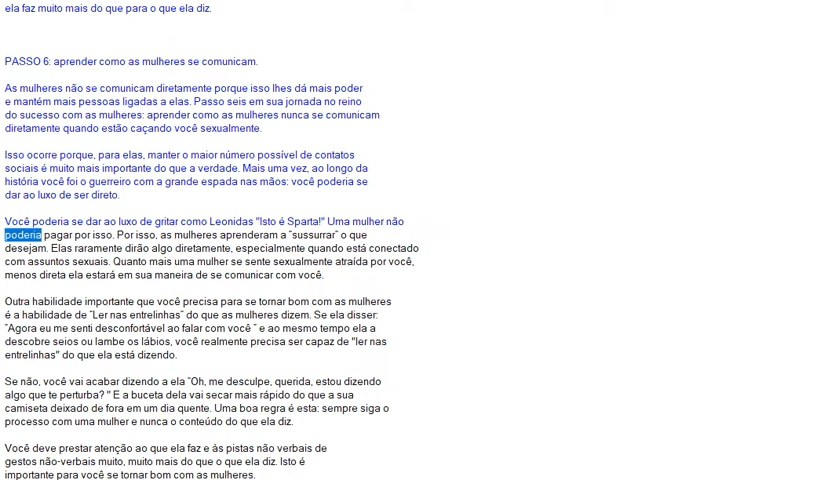 ela faz muito mais do que para o que ela diz.
PASSO 6: aprender como as mulheres se comunicam.
As mulheres não se comunicam diretamente porque isso lhes dá mais poder
e mantém mais pessoas ligadas a elas. Passo seis em sua jornada no reino
do sucesso com as mulheres: aprender como as mulheres nunca se comunicam
diretamente quando estão caçando você sexualmente.
Isso ocorre porque, para elas, manter o maior número possível de contatos
sociais é muito mais importante do que a verdade. Mais uma vez, ao longo da
história você foi o guerreiro com a grande espada nas mãos: você poderia se
dar ao luxo de ser direto.
Você poderia se dar ao luxo de gritar como Leonidas "Isto é Sparta!" Uma mulher não
poderia pagar por isso. Por isso, as mulheres aprenderam a "sussurrar" o que
desejam. Elas raramente dirão algo diretamente, especialmente quando está conectado
com assuntos sexuais. Quanto mais uma mulher se sente sexualmente atraída por você,
menos direta ela estará em sua maneira de se comunicar com você.
Outra habilidade importante que você precisa para se tornar bom com as mulheres
é a habilidade de "Ler nas entrelinhas" do que as mulheres dizem. Se ela disser:
"Agora eu me senti desconfortável ao falar com você " e ao mesmo tempo ela a
descobre seios ou lambe os lábios, você realmente precisa ser capaz de "ler nas
entrelinhas" do que ela está dizendo.
Se não, você vai acabar dizendo a ela "Oh, me desculpe, querida, estou dizendo
algo que te perturba? " E a buceta dela vai secar mais rápido do que a sua
camiseta deixado de fora em um dia quente. Uma boa regra é esta: sempre siga o
processo com uma mulher e nunca o conteúdo do que ela diz.
Você deve prestar atenção ao que ela faz e às pistas não verbais de
gestos não-verbais muito, muito mais do que o que ela diz. Isto é
importante para você se tornar bom com as mulheres.